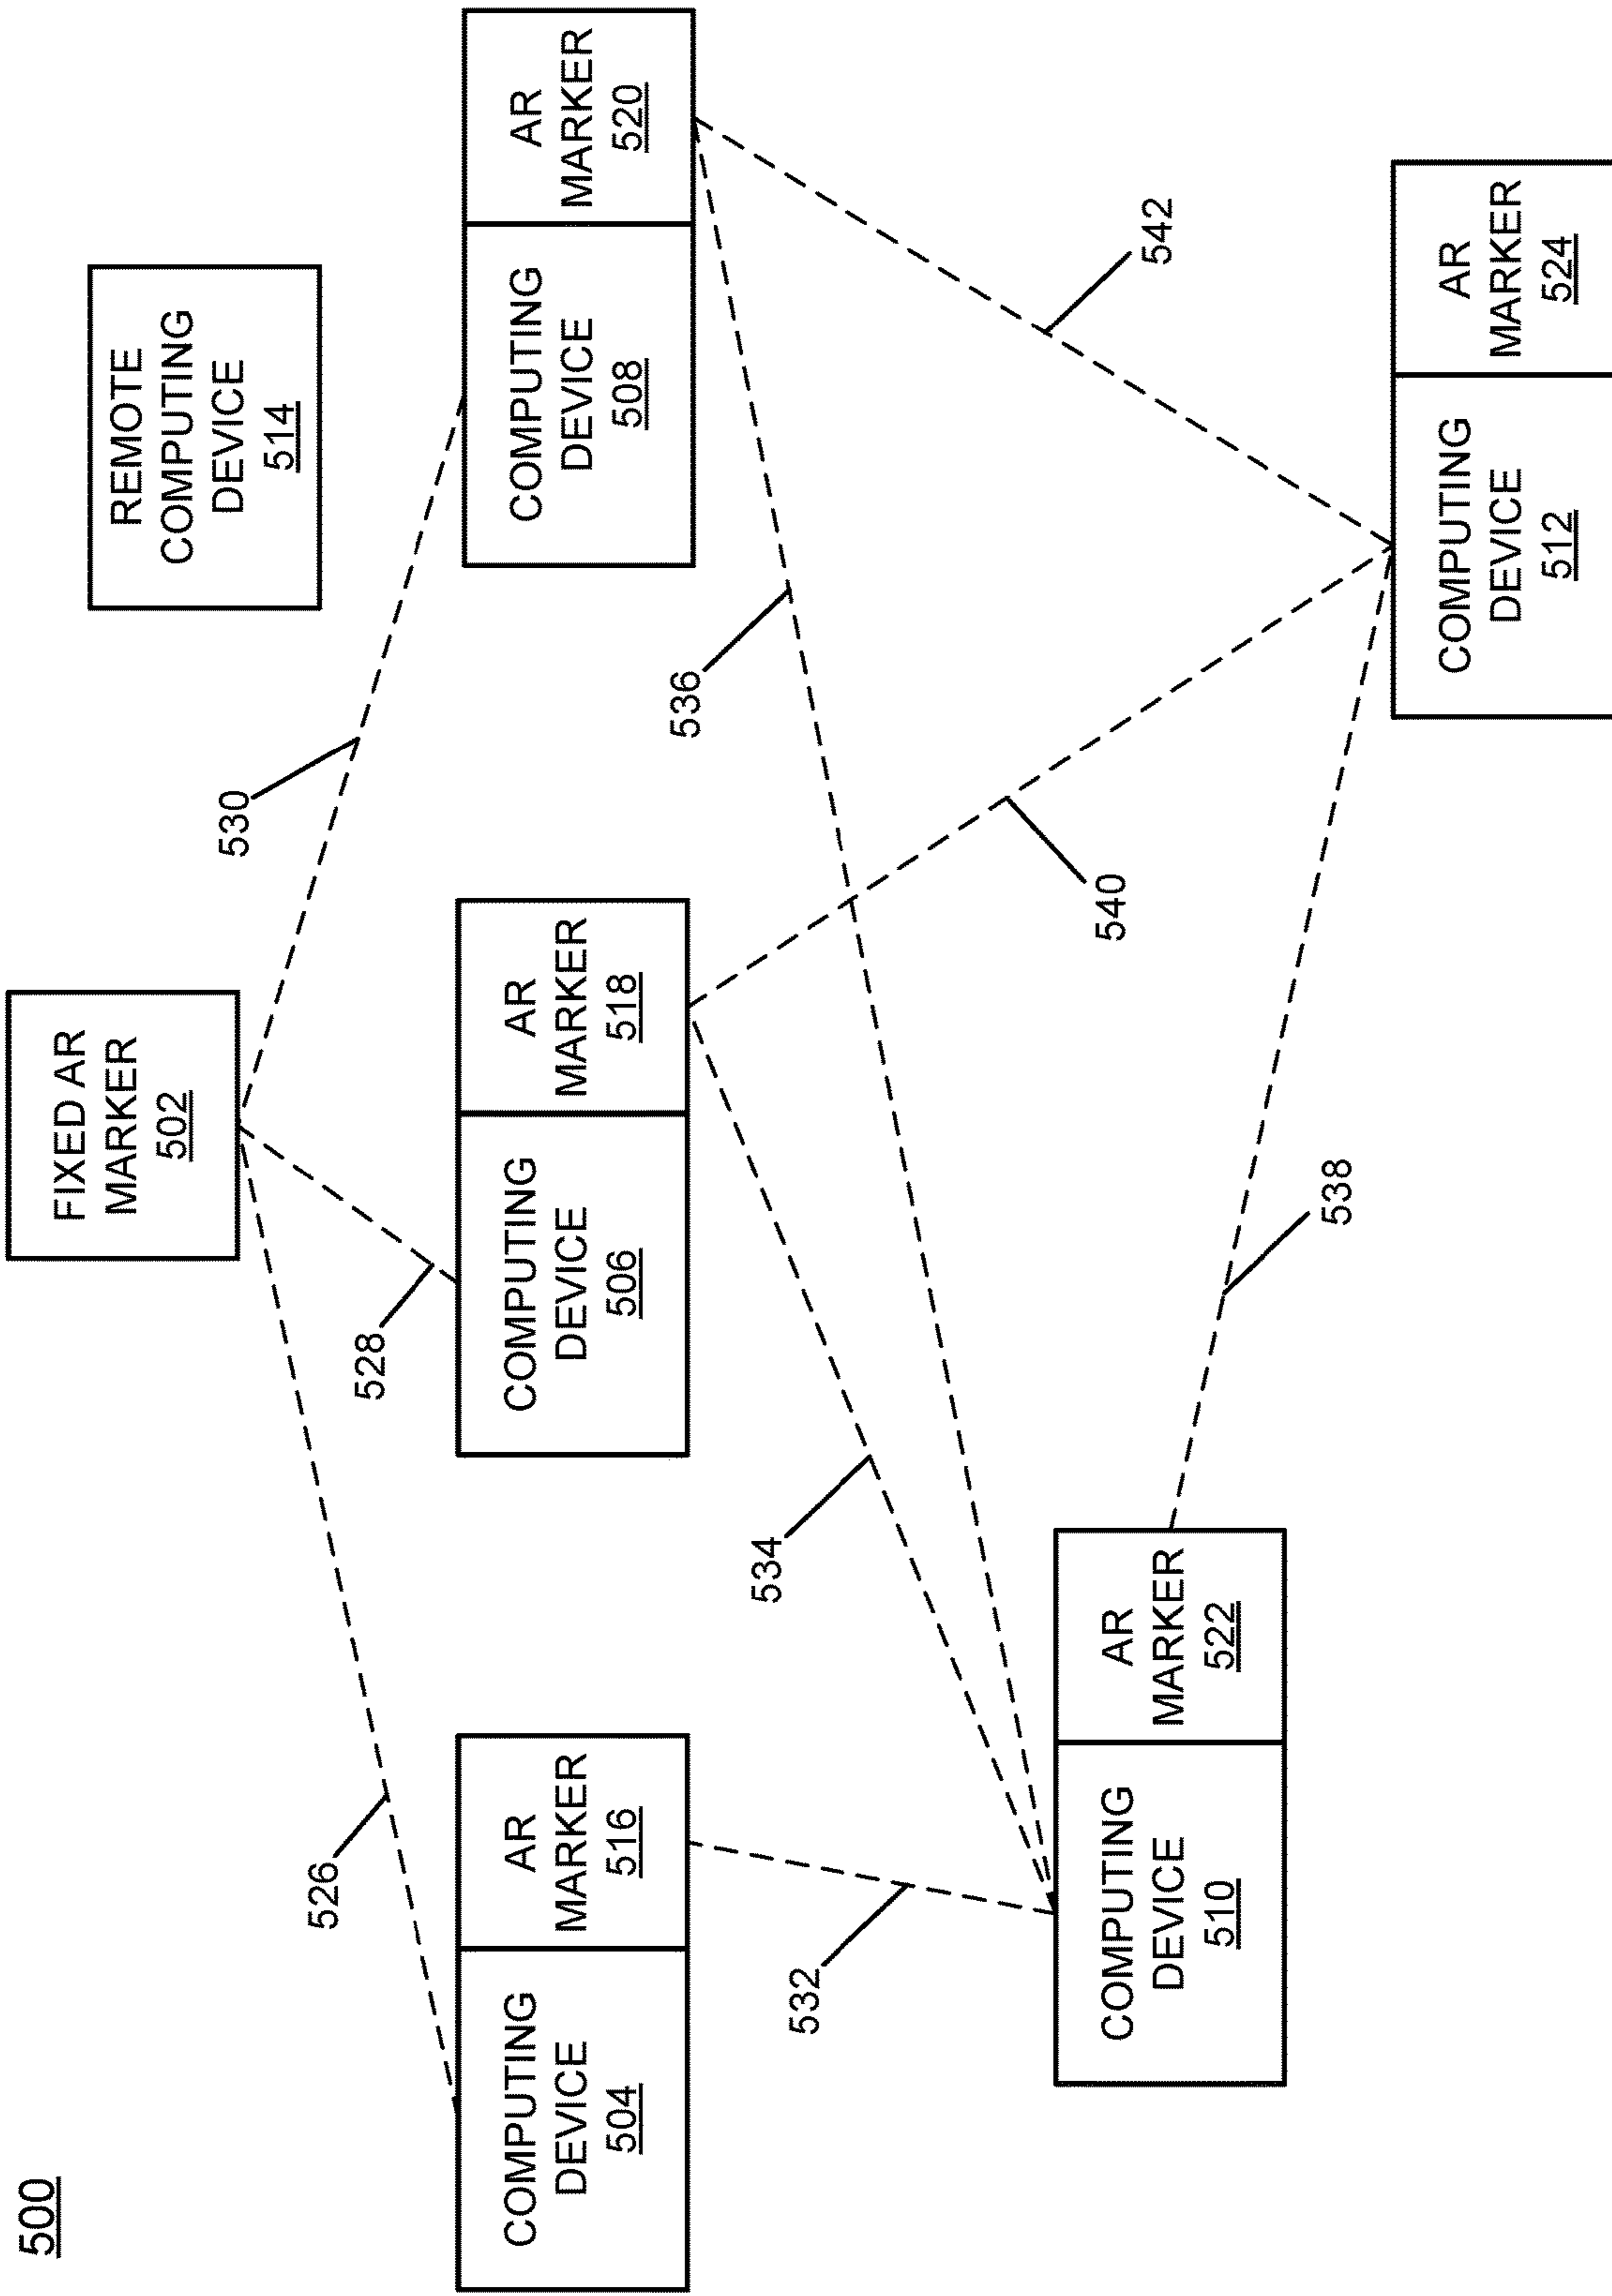 500
FIXED AR
MARKER
502
REMOTE
COMPUTING
DEVICE
514
526
528
530
COMPUTING
DEVICE
504
AR
MARKER
516
COMPUTING
DEVICE
506
AR
MARKER
518
COMPUTING
DEVICE
508
AR
MARKER
520
532
534
536
540
542
538
COMPUTING
DEVICE
510
AR
MARKER
522
COMPUTING
DEVICE
512
AR
MARKER
524